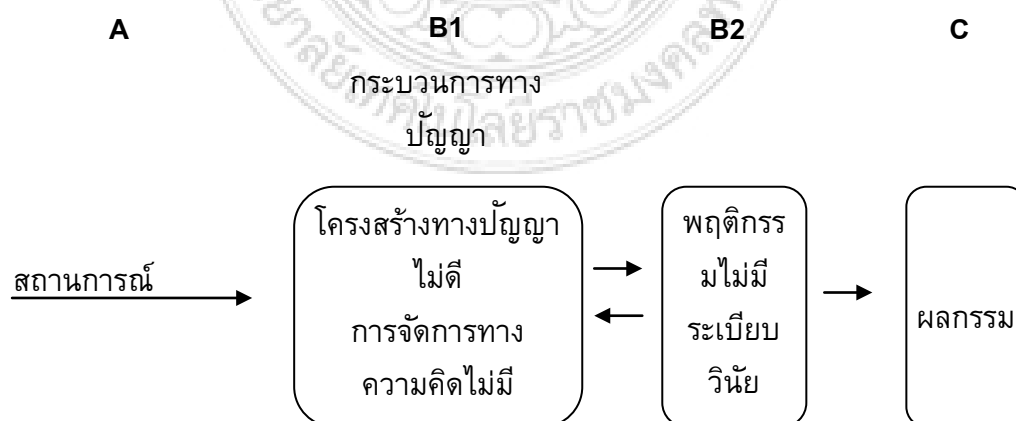 A B1 B2 C
กระบวนการทาง
ปัญญา
สถานการณ์
โครงสร้างทางปัญญา
ไม่ดี
การจัดการทาง
ความคิดไม่มี
พฤติกรร
มไม่มี
ระเบียบ
วินัย
ผลกรรม